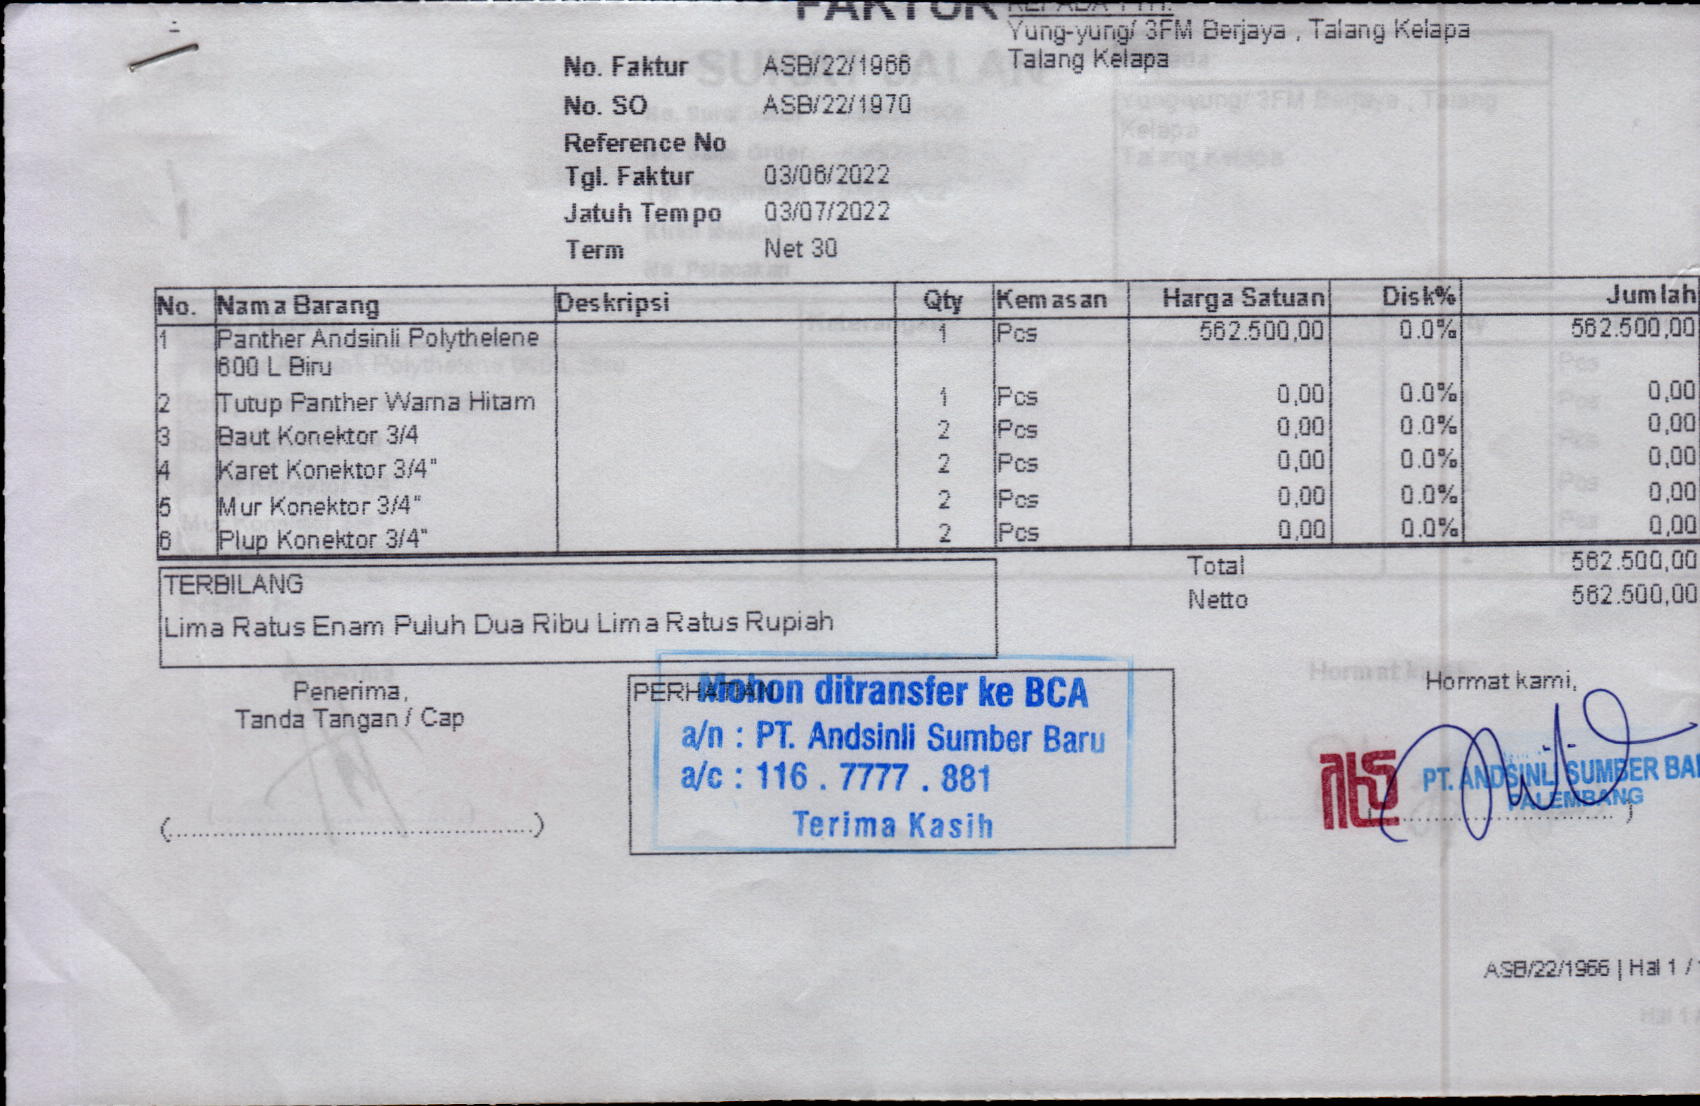 FAKTUR
KEPADA YTH.
Yung-yung/ 3FM Berjaya , Talang Kelapa
Talang Kelapa
No. Faktur ASB/22/1966
No. SO ASB/22/1970
Reference No
Tgl. Faktur 03/06/2022
Jatuh Tempo 03/07/2022
Term Net 30
No. Nama Barang Deskripsi Qty Kemasan Harga Satuan Disk% Jumlah
1 Panther Andsinli Polythelene 1 Pcs 562.500,00 0.0% 562.500,00
600 L Biru
2 Tutup Panther Warna Hitam 1 Pcs 0,00 0.0% 0,00
3 Baut Konektor 3/4 2 Pcs 0,00 0.0% 0,00
4 Karet Konektor 3/4" 2 Pcs 0,00 0.0% 0,00
5 Mur Konektor 3/4" 2 Pcs 0,00 0.0% 0,00
6 Plup Konektor 3/4" 2 Pcs 0,00 0.0% 0,00
Total 562.500,00
Netto 562.500,00
TERBILANG
Lima Ratus Enam Puluh Dua Ribu Lima Ratus Rupiah
Penerima,
Tanda Tangan / Cap
(..........)
PERHATIAN
Mohon ditransfer ke BCA
a/n : PT. Andsinli Sumber Baru
a/c : 116 . 7777 . 881
Terima Kasih
Hormat kami,
PT. ANDSINLI SUMBER BA
PALEMBANG
ASB/22/1966 | Hal 1 /